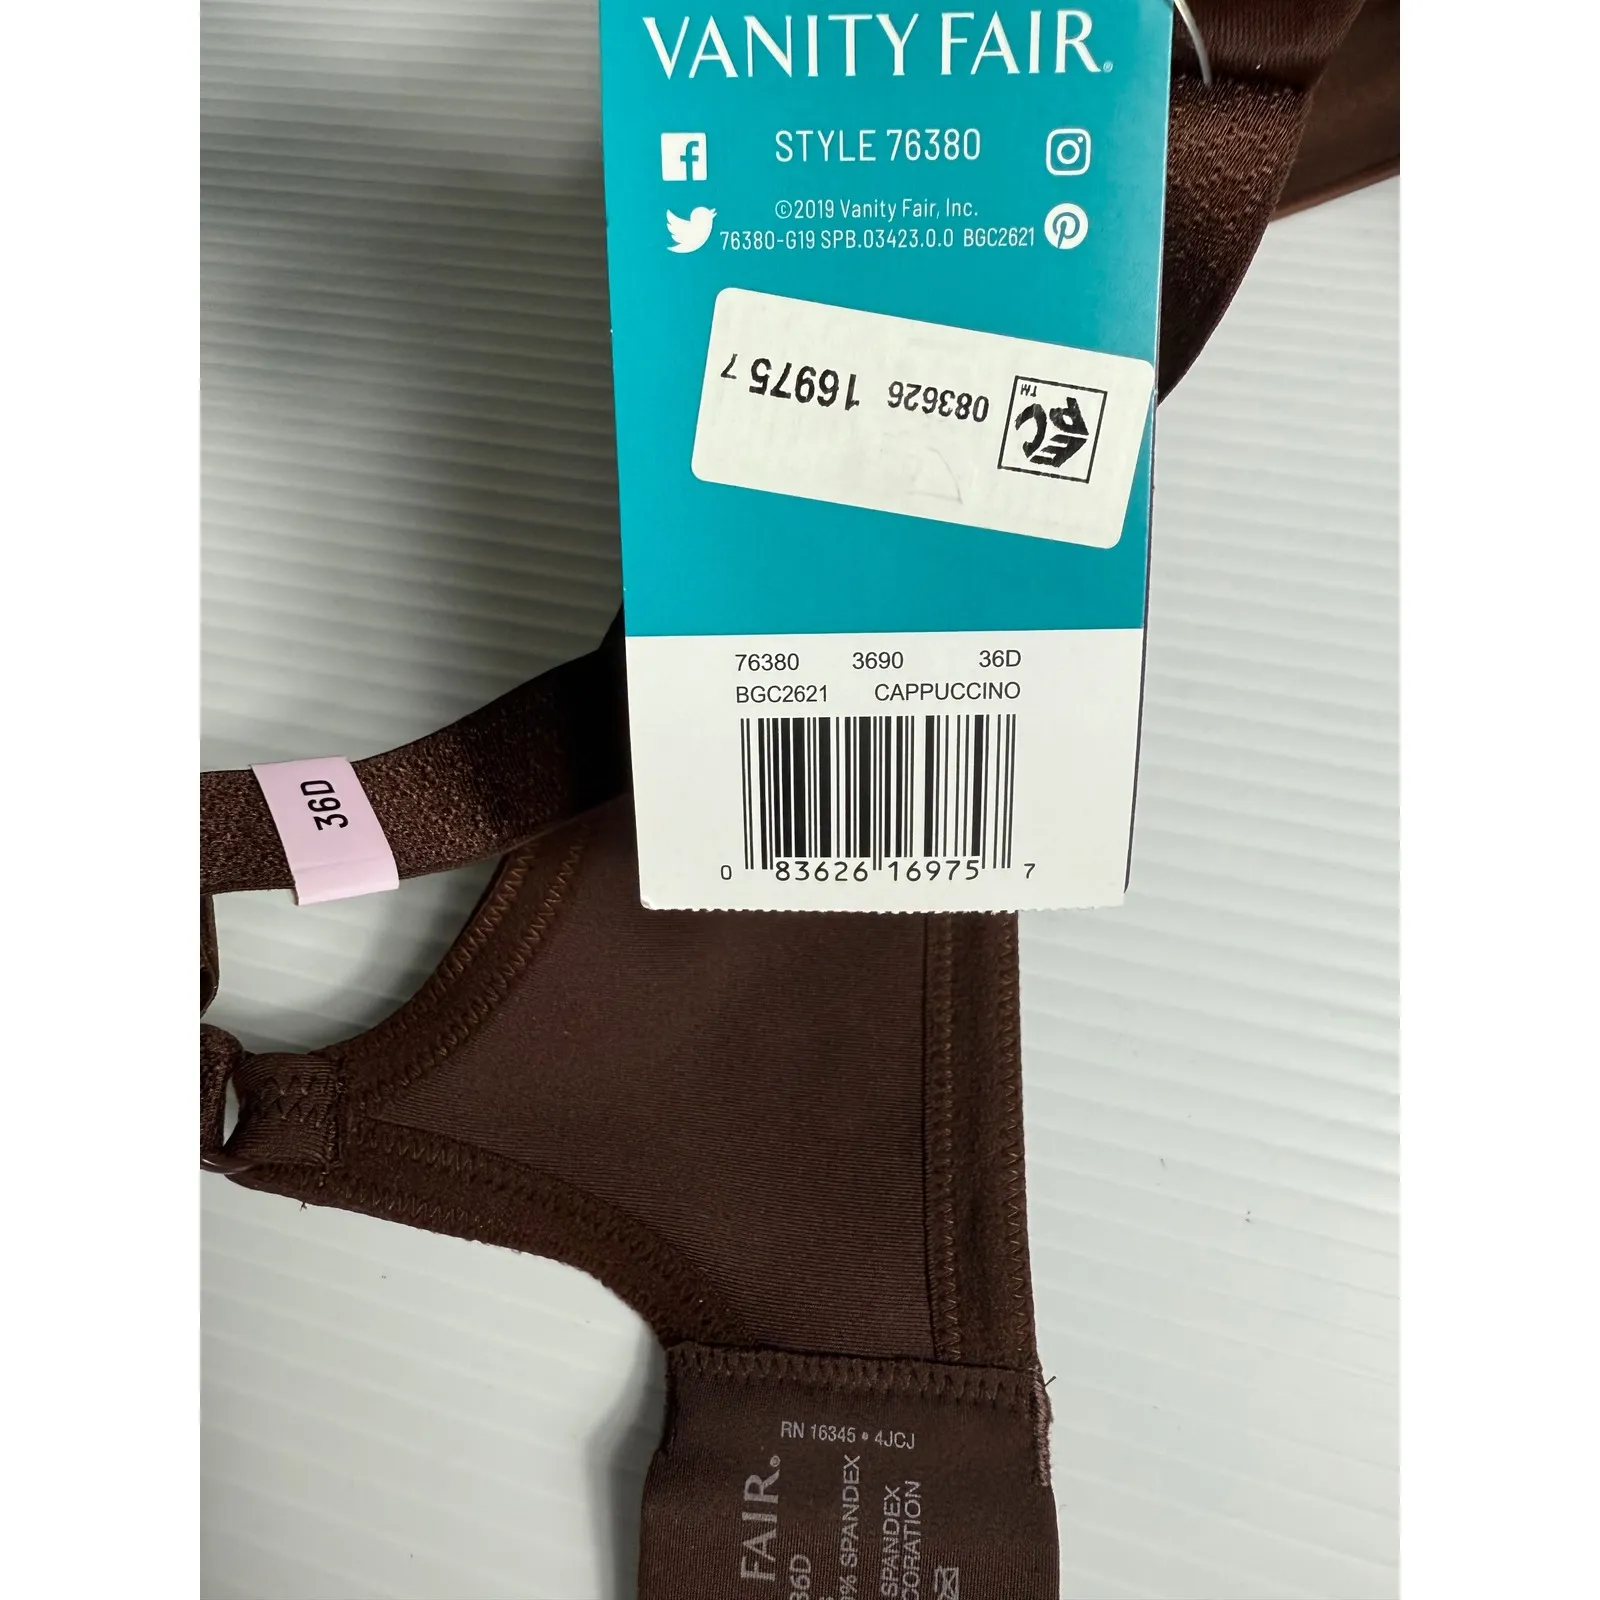 VANITY FAIR®
STYLE 76380
©2019 Vanity Fair, Inc.
76380-G19 SPB.03423.0.0 BGC2621
EPC™ 083626 16975 7
76380 3690 36D
BGC2621 CAPPUCCINO
0 83626 16975 7
36D
RN 16345 • 4JCJ
FAIR®
36D
% SPANDEX
SPANDEX